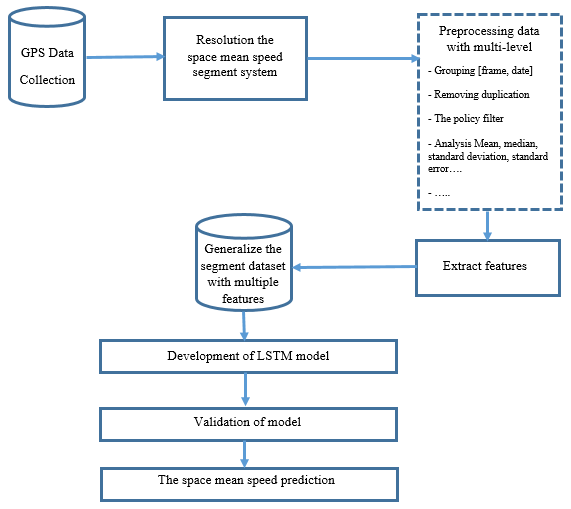 GPS Data
Collection
Resolution the
space mean speed
segment system
Preprocessing data
with multi-level
- Grouping [frame, date]
- Removing duplication
- The policy filter
- Analysis Mean, median,
standard deviation, standard
error….
- …..
Extract features
Generalize the
segment dataset
with multiple
features
Development of LSTM model
Validation of model
The space mean speed prediction